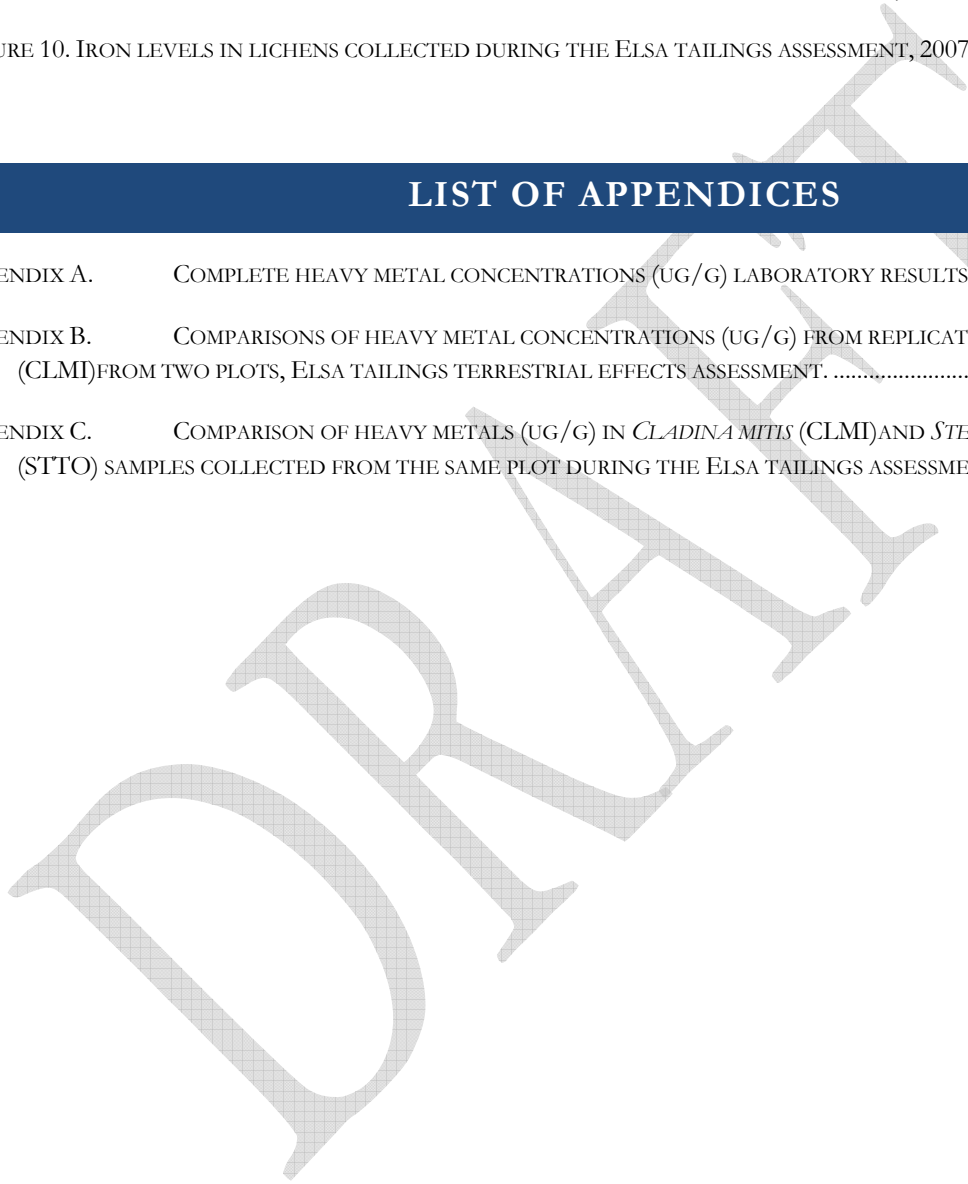 URE 10. IRON LEVELS IN LICHENS COLLECTED DURING THE ELSA TAILINGS ASSESSMENT, 2007
LIST OF APPENDICES
ENDIX A. COMPLETE HEAVY METAL CONCENTRATIONS (UG/G) LABORATORY RESULTS
ENDIX B. COMPARISONS OF HEAVY METAL CONCENTRATIONS (UG/G) FROM REPLICAT
(CLMI)FROM TWO PLOTS, ELSA TAILINGS TERRESTRIAL EFFECTS ASSESSMENT. ......................
ENDIX C. COMPARISON OF HEAVY METALS (UG/G) IN CLADINA MITIS (CLMI)AND STE
(STTO) SAMPLES COLLECTED FROM THE SAME PLOT DURING THE ELSA TAILINGS ASSESSME
DRAFT